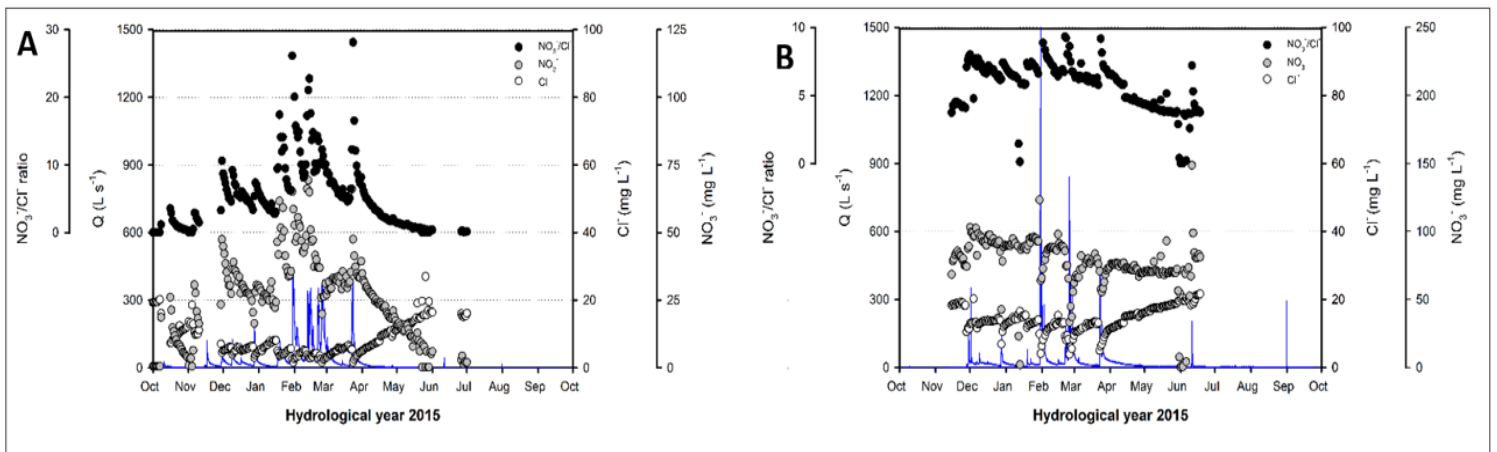 A
30
20
10
0
NO₃⁻/Cl⁻ ratio
1500
1200
900
600
300
0
Q (L s⁻¹)
NO₃⁻/Cl⁻
NO₃⁻
Cl⁻
100
80
60
40
20
0
Cl⁻ (mg L⁻¹)
125
100
75
50
25
0
NO₃⁻ (mg L⁻¹)
Oct Nov Dec Jan Feb Mar Apr May Jun Jul Aug Sep Oct
Hydrological year 2015
B
10
5
0
NO₃⁻/Cl⁻ ratio
1500
1200
900
600
300
0
Q (L s⁻¹)
NO₃⁻/Cl⁻
NO₃
Cl⁻
100
80
60
40
20
0
Cl⁻ (mg L⁻¹)
250
200
150
100
50
0
NO₃⁻ (mg L⁻¹)
Oct Nov Dec Jan Feb Mar Apr May Jun Jul Aug Sep Oct
Hydrological year 2015